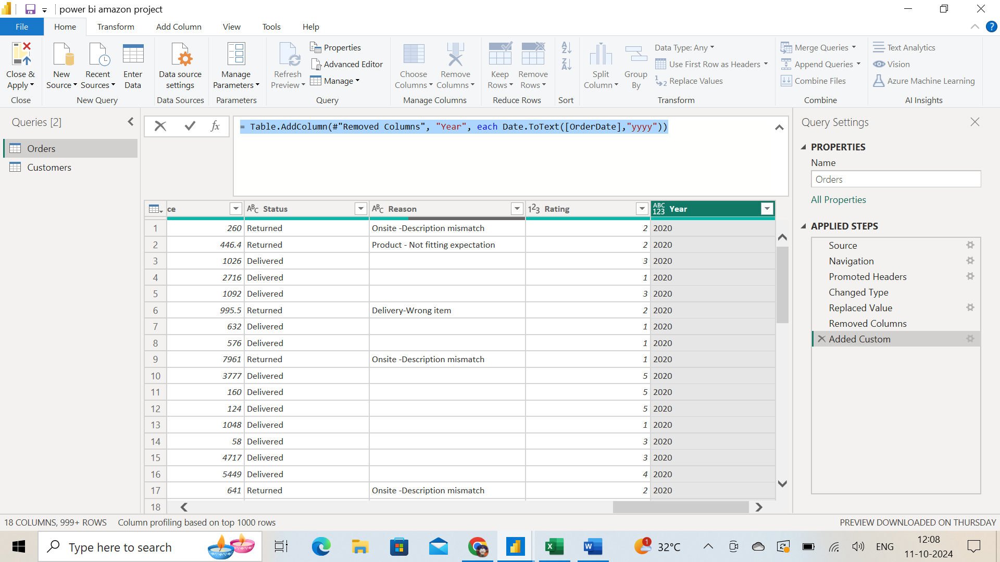 power bi amazon project
File Home Transform Add Column View Tools Help
Close & Apply
New Source
Recent Sources
Enter Data
Data source settings
Manage Parameters
Refresh Preview
Properties
Advanced Editor
Manage
Choose Columns
Remove Columns
Keep Rows
Remove Rows
Split Column
Group By
Data Type: Any
Use First Row as Headers
Replace Values
Merge Queries
Append Queries
Combine Files
Text Analytics
Vision
Azure Machine Learning
Close New Query Data Sources Parameters Query Manage Columns Reduce Rows Sort Transform Combine AI Insights
Queries [2]
Orders
Customers
fx
= Table.AddColumn(#"Removed Columns", "Year", each Date.ToText([OrderDate],"yyyy"))
ce ABC Status ABC Reason 123 Rating ABC 123 Year
1 260 Returned Onsite -Description mismatch 2 2020
2 446.4 Returned Product - Not fitting expectation 2 2020
3 1026 Delivered 3 2020
4 2716 Delivered 1 2020
5 1092 Delivered 3 2020
6 995.5 Returned Delivery-Wrong item 2 2020
7 632 Delivered 1 2020
8 576 Delivered 1 2020
9 7961 Returned Onsite -Description mismatch 1 2020
10 3777 Delivered 5 2020
11 160 Delivered 5 2020
12 124 Delivered 5 2020
13 1048 Delivered 1 2020
14 58 Delivered 3 2020
15 4717 Delivered 3 2020
16 5449 Delivered 4 2020
17 641 Returned Onsite -Description mismatch 2 2020
18
Query Settings
PROPERTIES
Name
Orders
All Properties
APPLIED STEPS
Source
Navigation
Promoted Headers
Changed Type
Replaced Value
Removed Columns
Added Custom
18 COLUMNS, 999+ ROWS Column profiling based on top 1000 rows PREVIEW DOWNLOADED ON THURSDAY
Type here to search
1 32°C ENG
12:08
11-10-2024